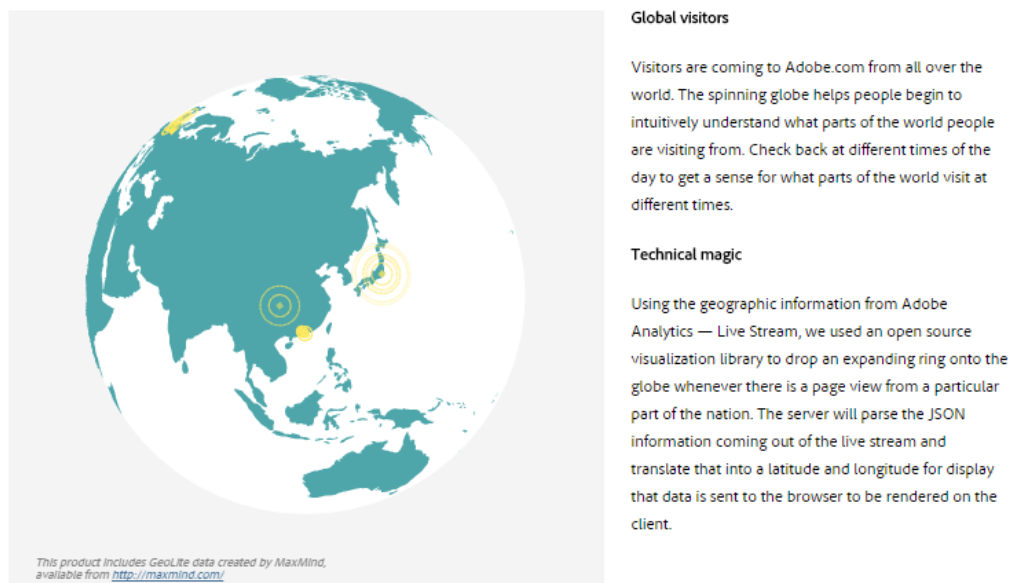 Global visitors
Visitors are coming to Adobe.com from all over the
world. The spinning globe helps people begin to
intuitively understand what parts of the world people
are visiting from. Check back at different times of the
day to get a sense for what parts of the world visit at
different times.
Technical magic
Using the geographic information from Adobe
Analytics — Live Stream, we used an open source
visualization library to drop an expanding ring onto the
globe whenever there is a page view from a particular
part of the nation. The server will parse the JSON
information coming out of the live stream and
translate that into a latitude and longitude for display
that data is sent to the browser to be rendered on the
client.
This product includes GeoLite data created by MaxMind,
available from http://maxmind.com/